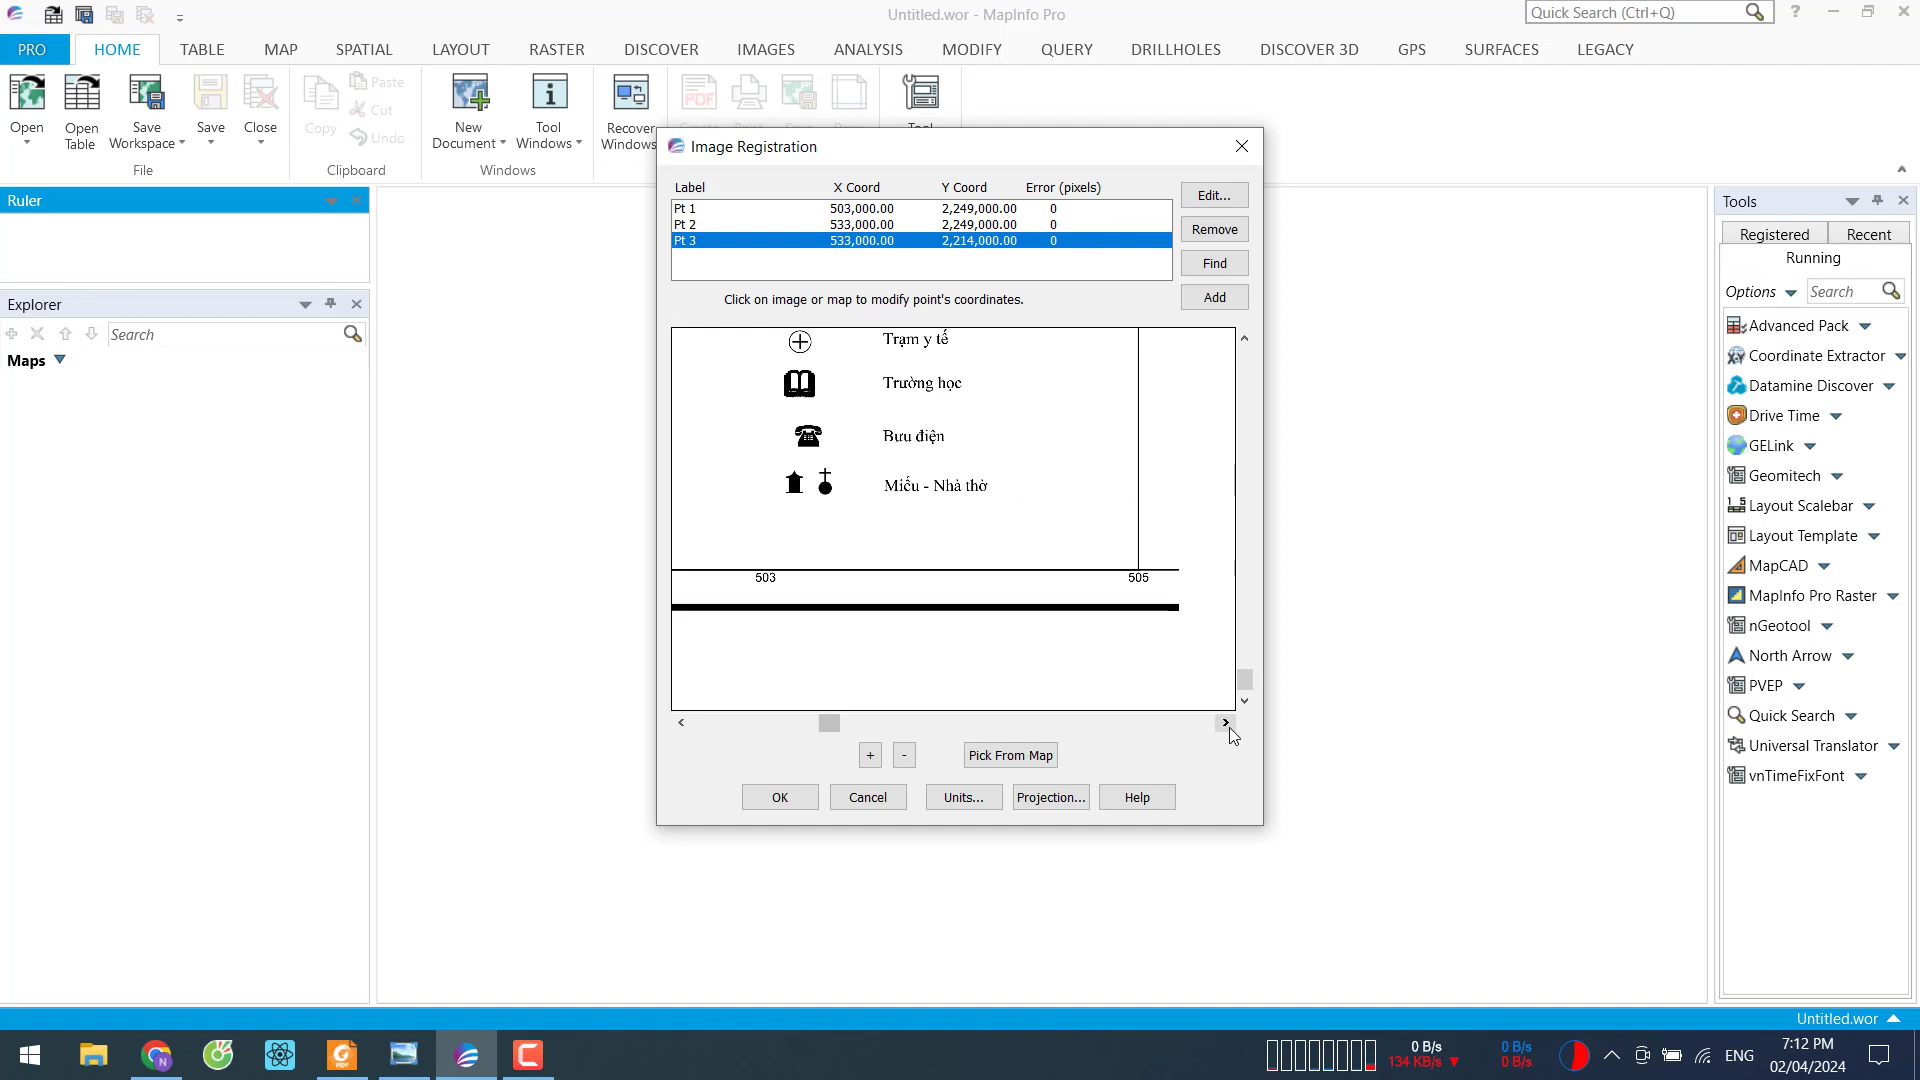 Untitled.wor - MapInfo Pro
Quick Search (Ctrl+Q)
PRO HOME TABLE MAP SPATIAL LAYOUT RASTER DISCOVER IMAGES ANALYSIS MODIFY QUERY DRILLHOLES DISCOVER 3D GPS SURFACES LEGACY
Open
Open Table
Save Workspace
Save
Close
Copy
Paste
Cut
Undo
New Document
Tool Windows
Recover Windows
PDF
File
Clipboard
Windows
Ruler
Explorer
Search
Maps
Image Registration
Label X Coord Y Coord Error (pixels)
Pt 1 503,000.00 2,249,000.00 0
Pt 2 533,000.00 2,249,000.00 0
Pt 3 533,000.00 2,214,000.00 0
Edit...
Remove
Find
Add
Click on image or map to modify point's coordinates.
Trạm y tế
Trường học
Bưu điện
Miếu - Nhà thờ
503 505
+ - Pick From Map
OK Cancel Units... Projection... Help
Tools
Registered Recent
Running
Options Search
Advanced Pack
Coordinate Extractor
Datamine Discover
Drive Time
GELink
Geomitech
Layout Scalebar
Layout Template
MapCAD
MapInfo Pro Raster
nGeotool
North Arrow
PVEP
Quick Search
Universal Translator
vnTimeFixFont
Untitled.wor
0 B/s
134 KB/s
0 B/s
0 B/s
ENG
7:12 PM
02/04/2024